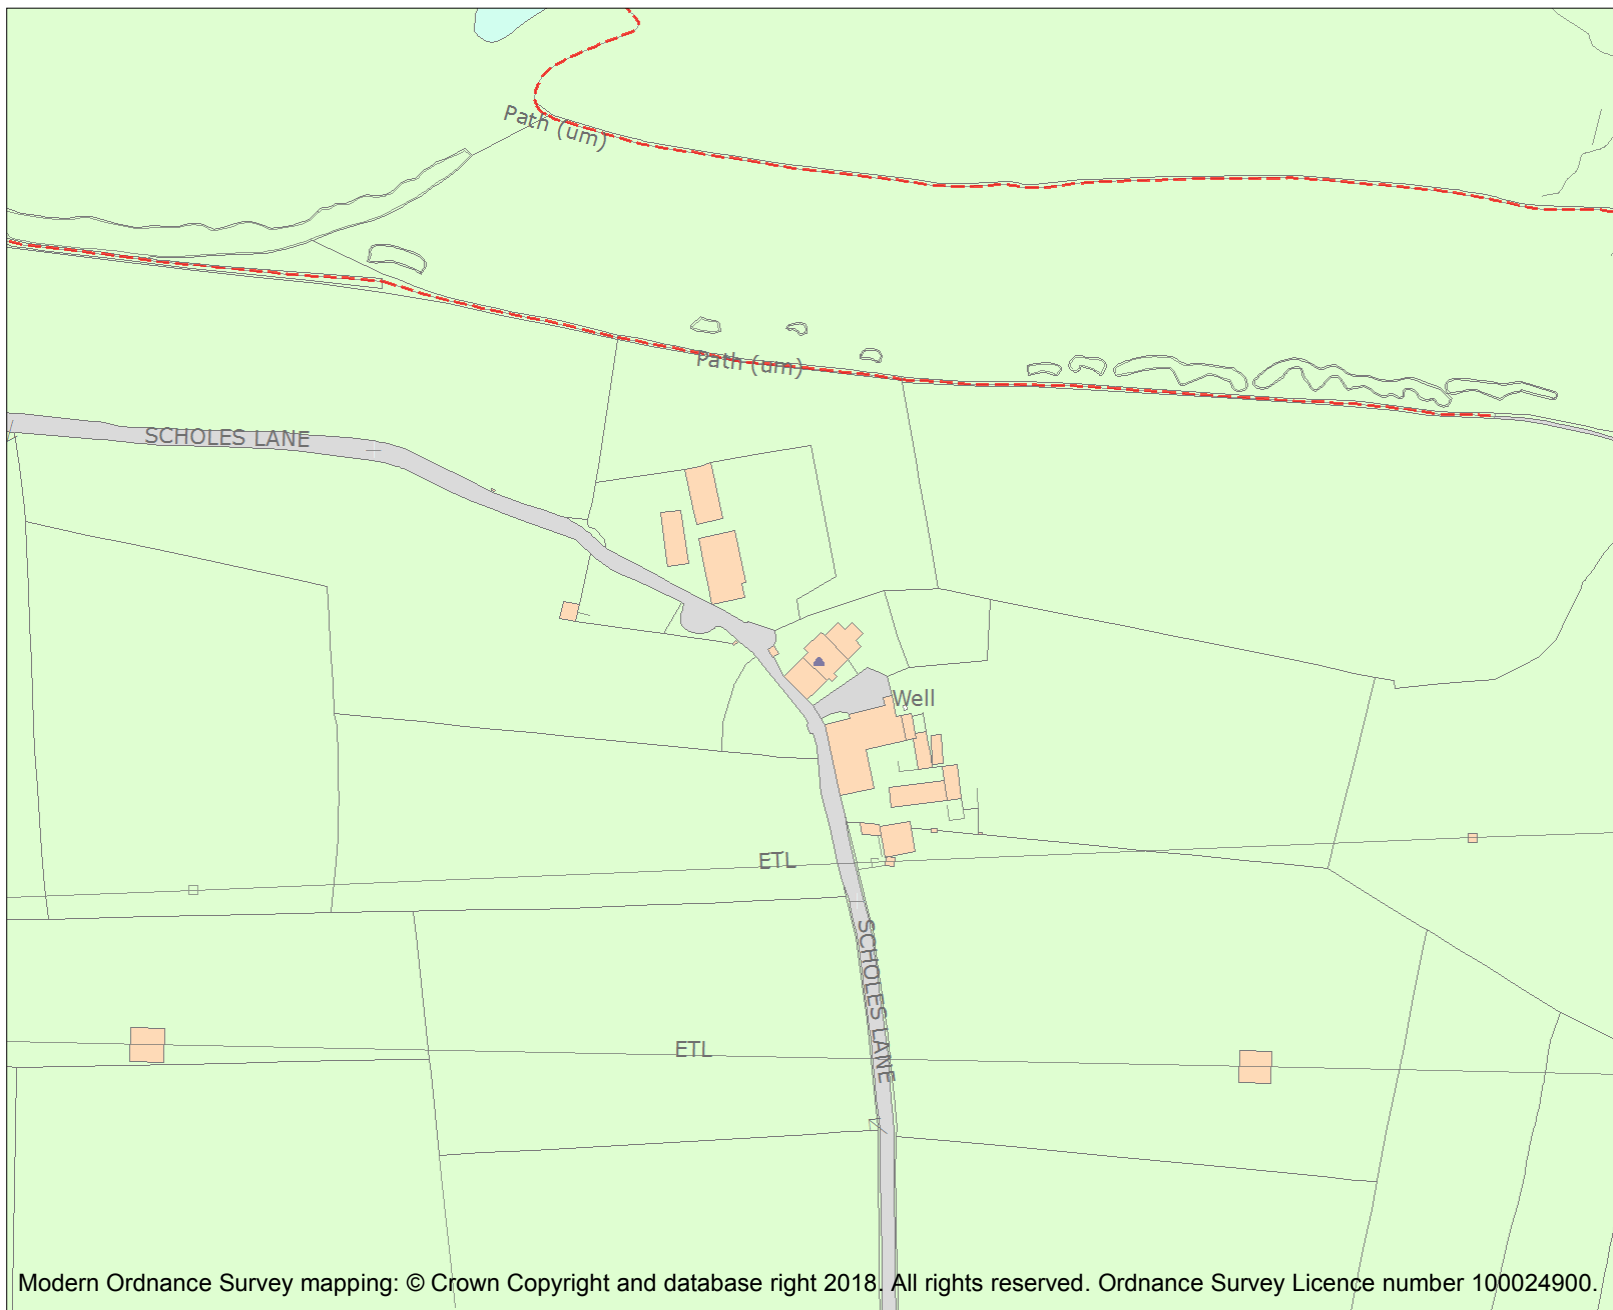 Path (um)
Path (um)
SCHOLES LANE
Well
ETL
SCHOLES LANE
ETL
Modern Ordnance Survey mapping: © Crown Copyright and database right 2018. All rights reserved. Ordnance Survey Licence number 100024900.